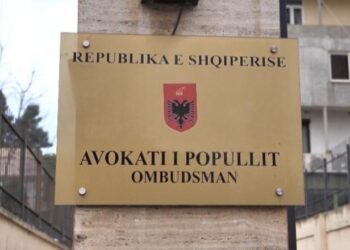 REPUBLIKA E SHQIPERISE
AVOKATI I POPULLIT
OMBUDSMAN